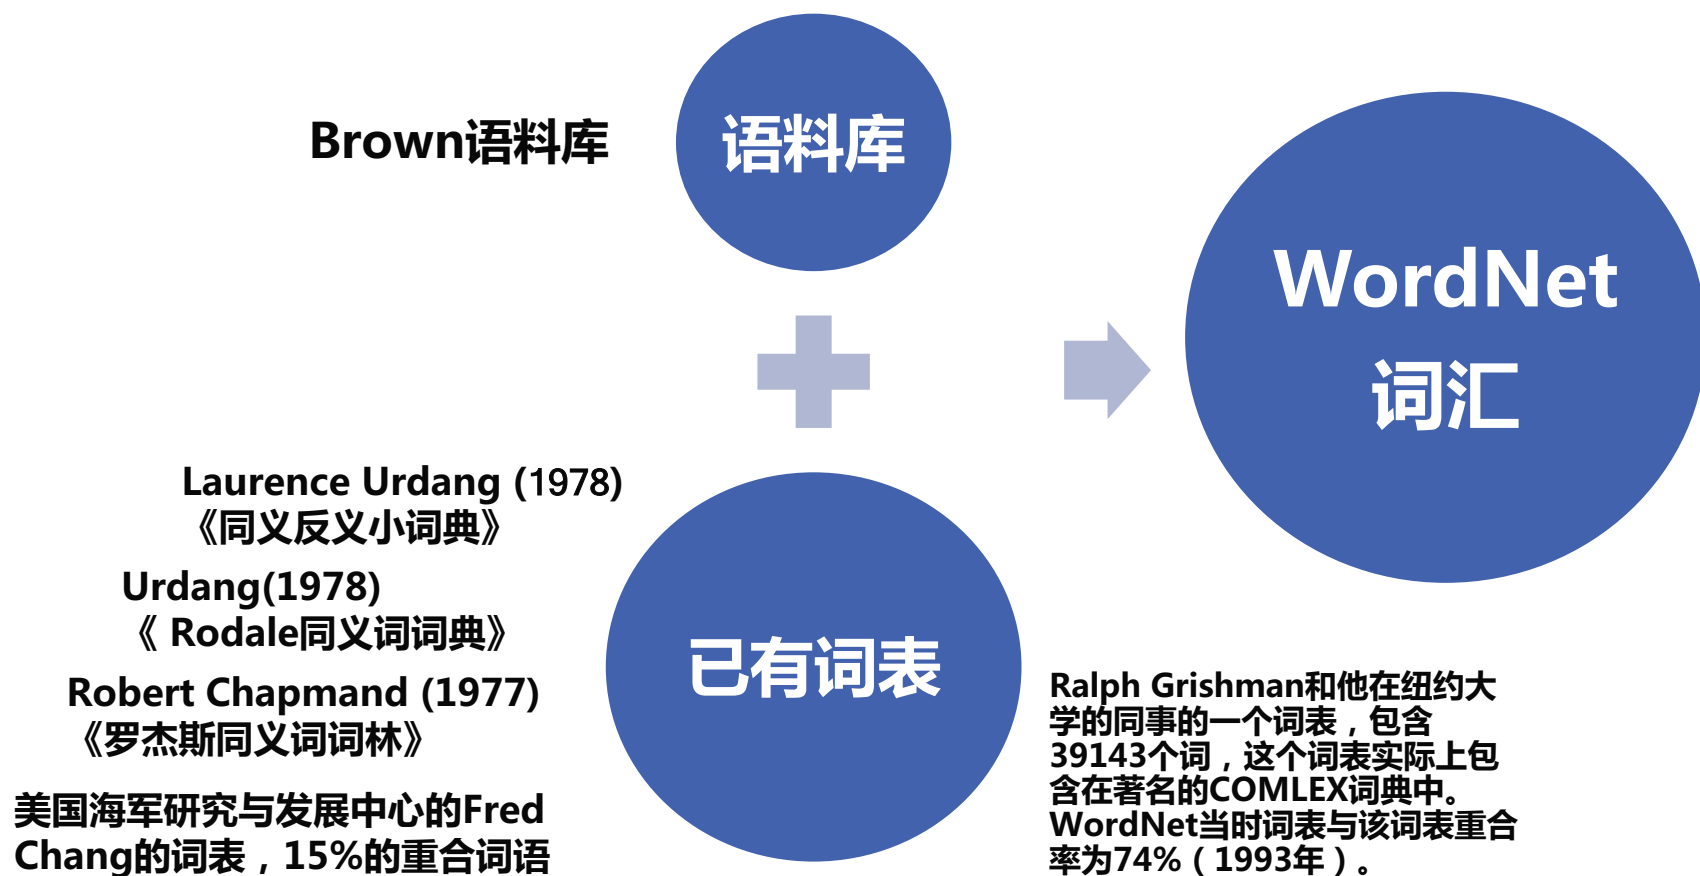 Brown语料库
语料库
WordNet
词汇
Laurence Urdang (1978)
《同义反义小词典》
Urdang(1978)
《 Rodale同义词词典》
Robert Chapmand (1977)
《罗杰斯同义词词林》
美国海军研究与发展中心的Fred
Chang的词表，15%的重合词语
已有词表
Ralph Grishman和他在纽约大
学的同事的一个词表，包含
39143个词，这个词表实际上包
含在著名的COMLEX词典中。
WordNet当时词表与该词表重合
率为74%（1993年）。